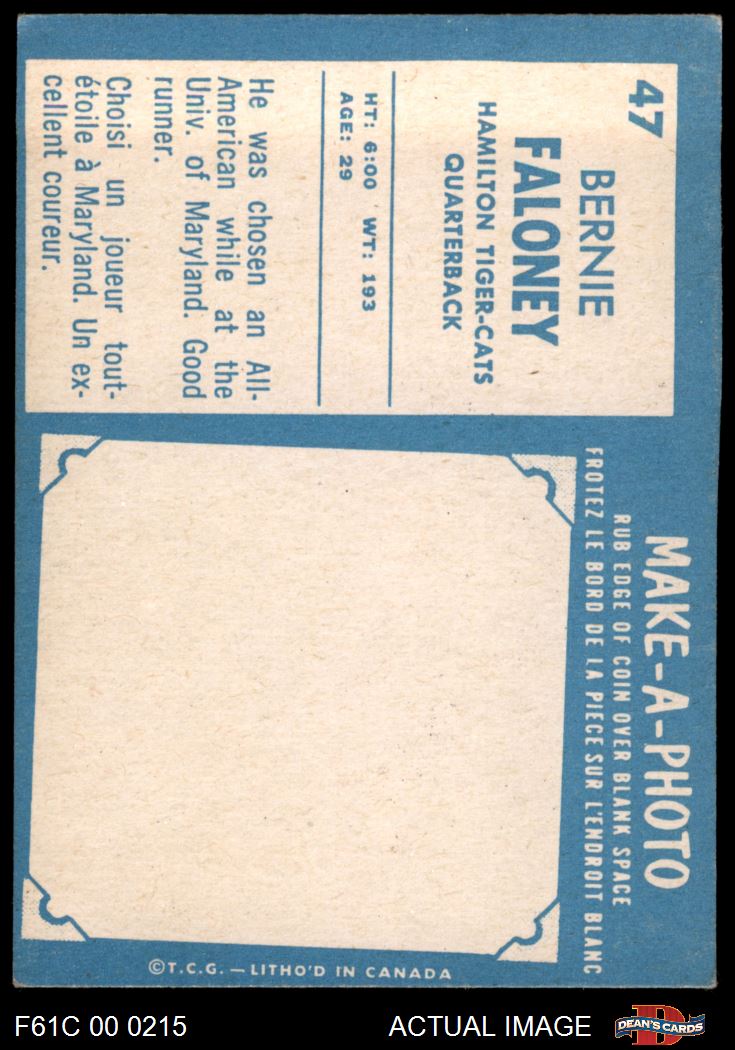 47
BERNIE
FALONEY
HAMILTON TIGER-CATS
QUARTERBACK
HT: 6:00 WT: 193
AGE: 29
He was chosen an All-
American while at the
Univ. of Maryland. Good
runner.
Choisi un joueur tout-
étoile à Maryland. Un ex-
cellent coureur.
MAKE-A-PHOTO
RUB EDGE OF COIN OVER BLANK SPACE
FROTEZ LE BORD DE LA PIECE SUR L'ENDROIT BLANC
©T.C.G. — LITHO'D IN CANADA
F61C 00 0215
ACTUAL IMAGE
D
DEAN'S CARDS